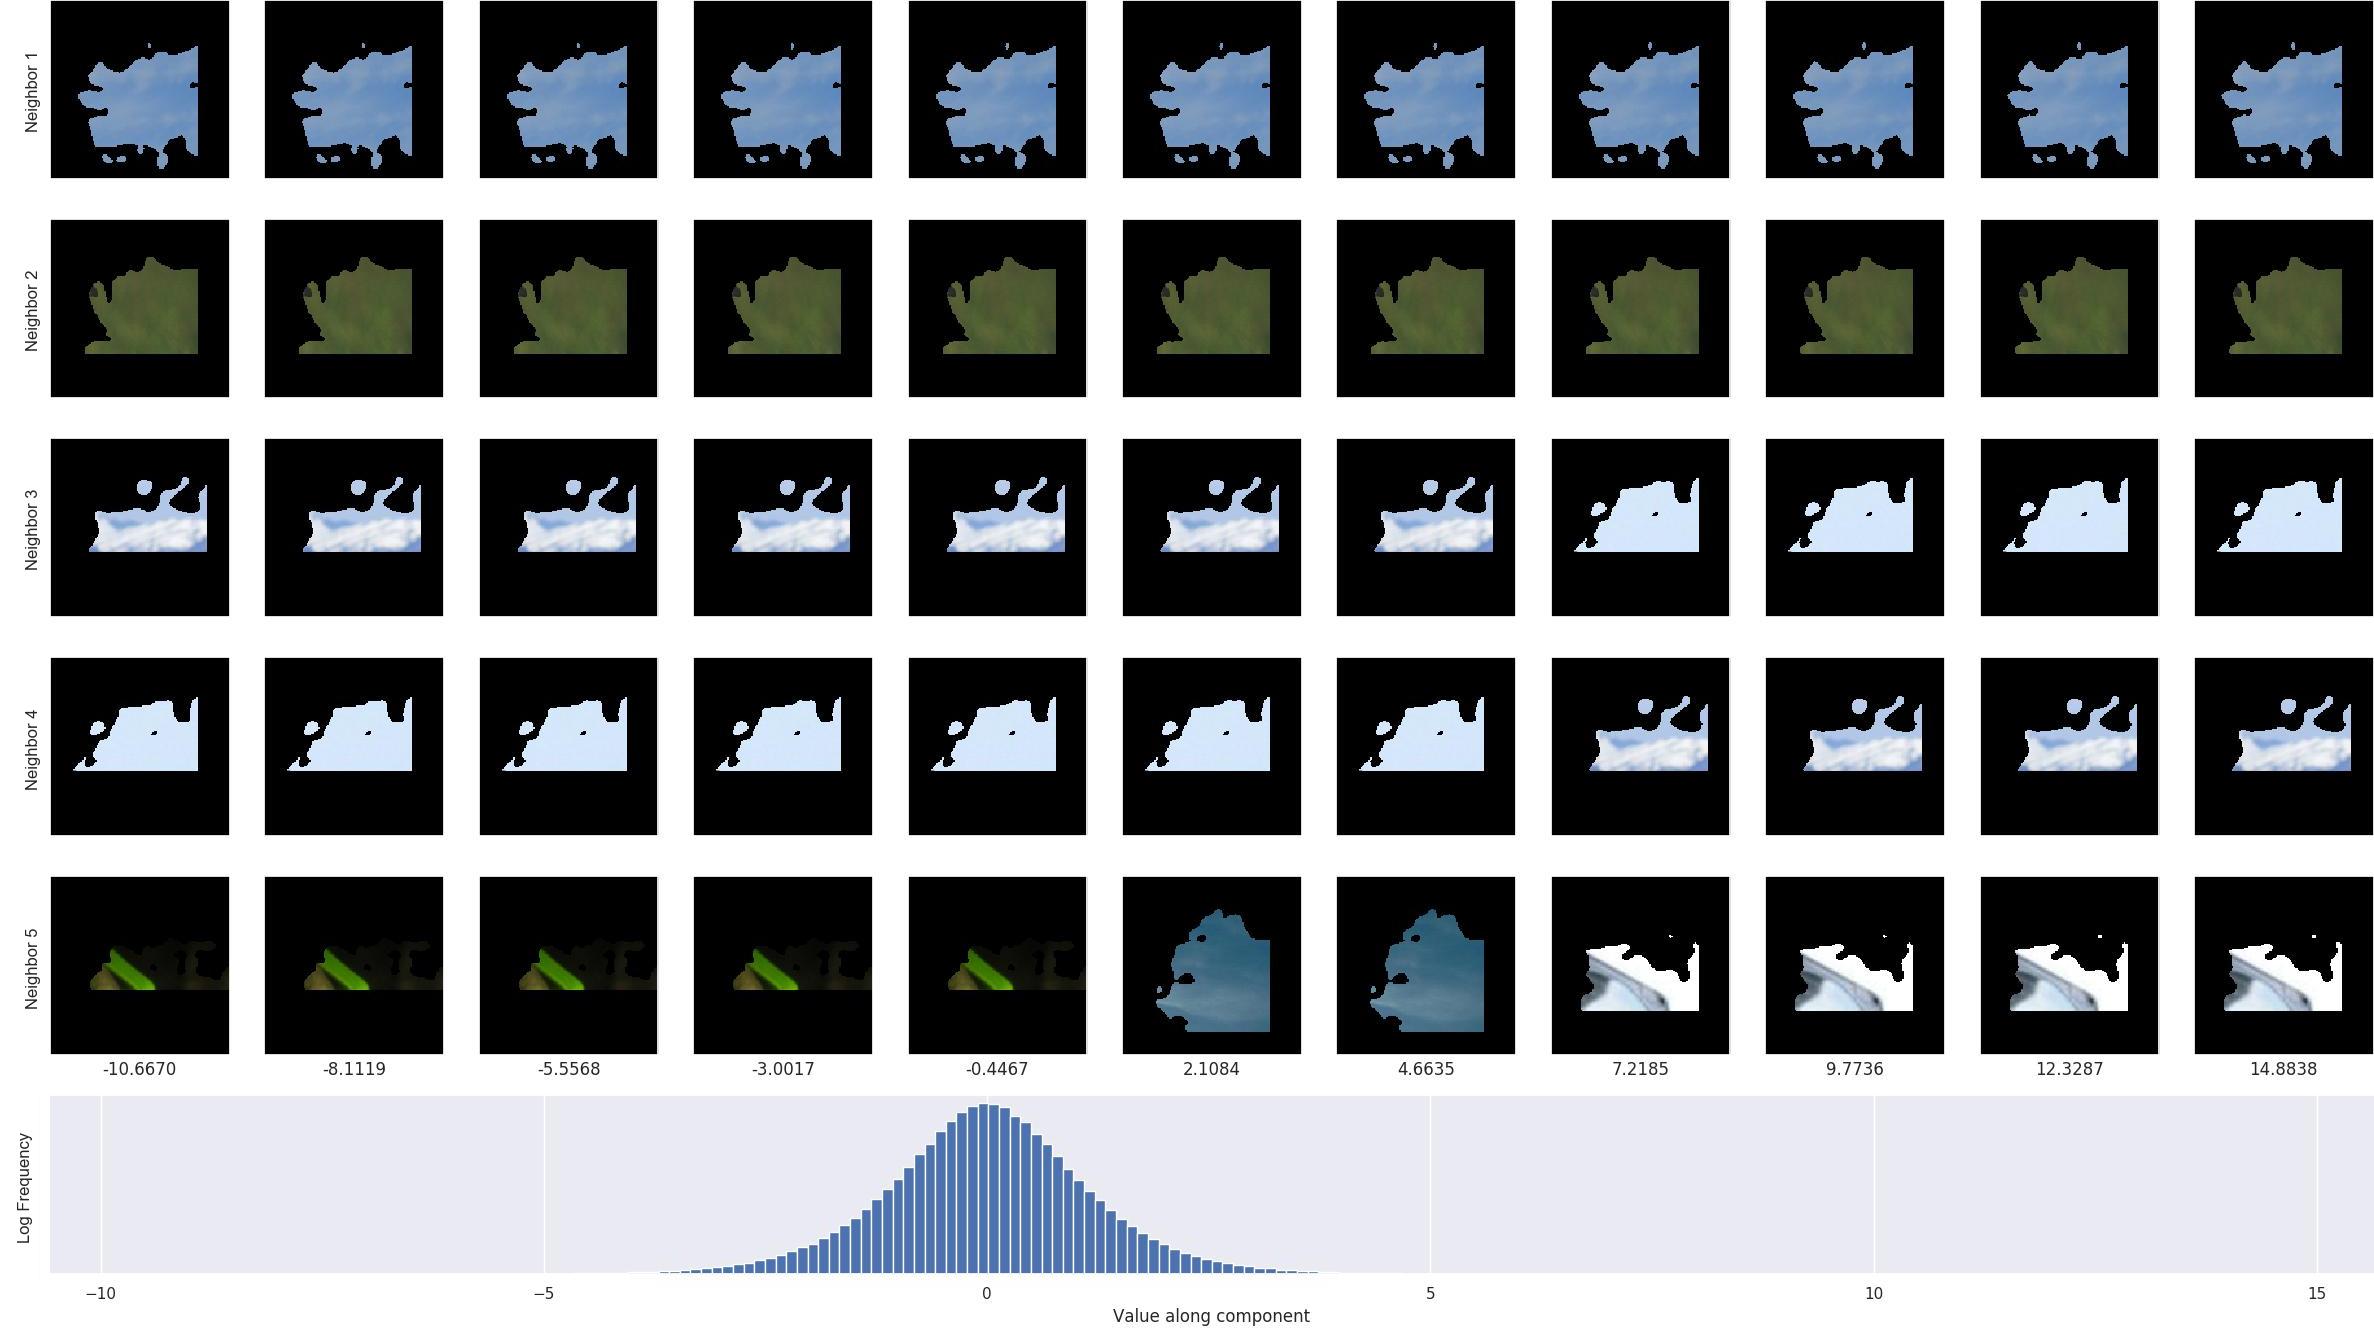 Neighbor 1
Neighbor 2
Neighbor 3
Neighbor 4
Neighbor 5
-10.6670 -8.1119 -5.5568 -3.0017 -0.4467 2.1084 4.6635 7.2185 9.7736 12.3287 14.8838
Log Frequency
−10 −5 0 5 10 15
Value along component